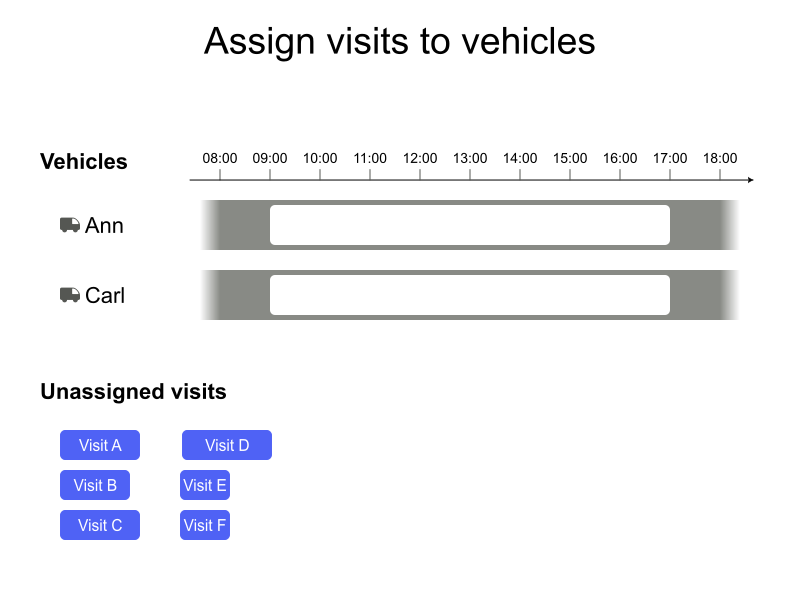 Assign visits to vehicles
Vehicles
08:00 09:00 10:00 11:00 12:00 13:00 14:00 15:00 16:00 17:00 18:00
Ann
Carl
Unassigned visits
Visit A Visit D
Visit B Visit E
Visit C Visit F